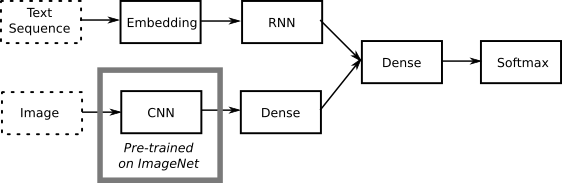 Text
Sequence
Embedding
RNN
Dense
Softmax
Image
CNN
Dense
Pre-trained
on ImageNet